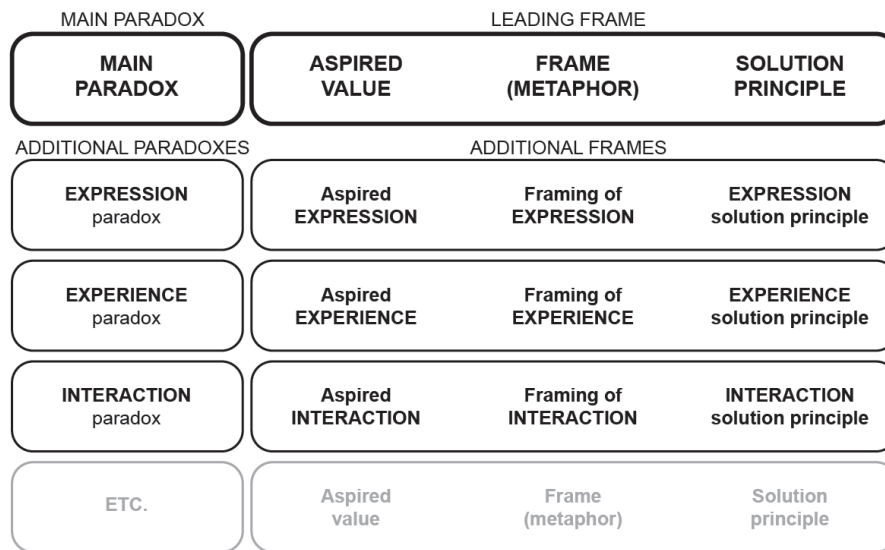 MAIN PARADOX
LEADING FRAME
MAIN
PARADOX
ASPIRED
VALUE
FRAME
(METAPHOR)
SOLUTION
PRINCIPLE
ADDITIONAL PARADOXES
ADDITIONAL FRAMES
EXPRESSION
paradox
Aspired
EXPRESSION
Framing of
EXPRESSION
EXPRESSION
solution principle
EXPERIENCE
paradox
Aspired
EXPERIENCE
Framing of
EXPERIENCE
EXPERIENCE
solution principle
INTERACTION
paradox
Aspired
INTERACTION
Framing of
INTERACTION
INTERACTION
solution principle
ETC.
Aspired
value
Frame
(metaphor)
Solution
principle